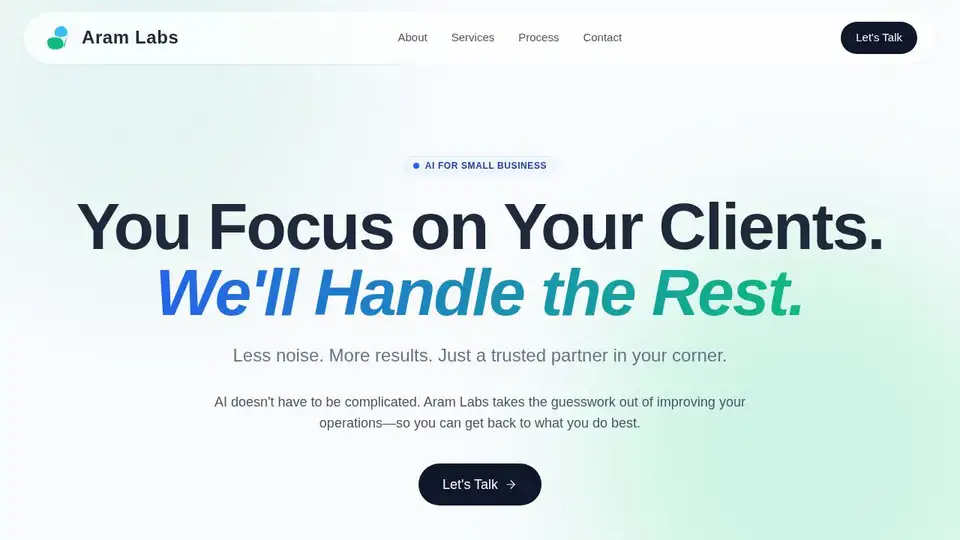 Aram Labs
About
Services
Process
Contact
Let's Talk
AI FOR SMALL BUSINESS
You Focus on Your Clients.
We'll Handle the Rest.
Less noise. More results. Just a trusted partner in your corner.
AI doesn't have to be complicated. Aram Labs takes the guesswork out of improving your
operations—so you can get back to what you do best.
Let's Talk →